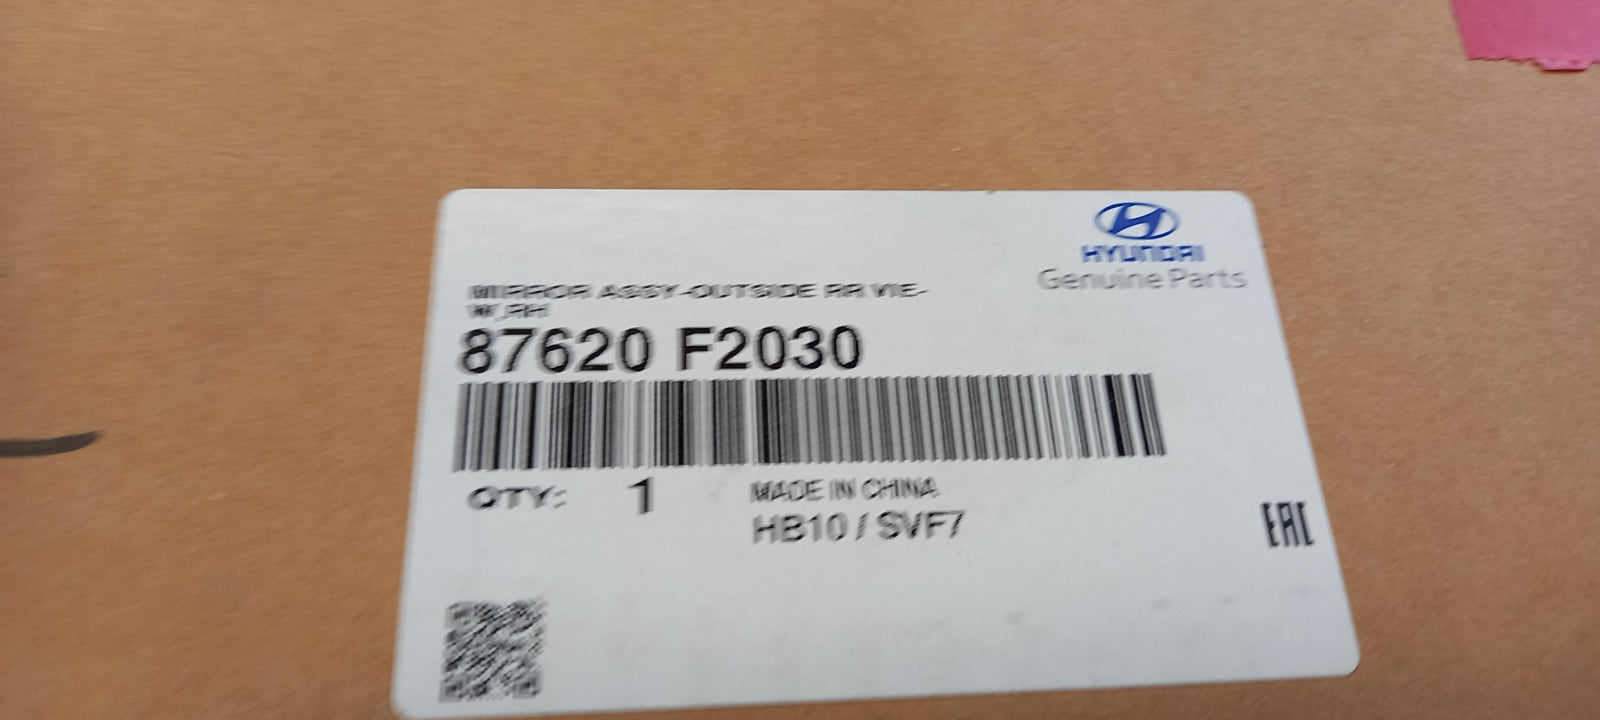 HYUNDAI
Genuine Parts
MIRROR ASSY-OUTSIDE RR VIE-
W,RH
87620 F2030
QTY: 1
MADE IN CHINA
HB10 / SVF7
EAC